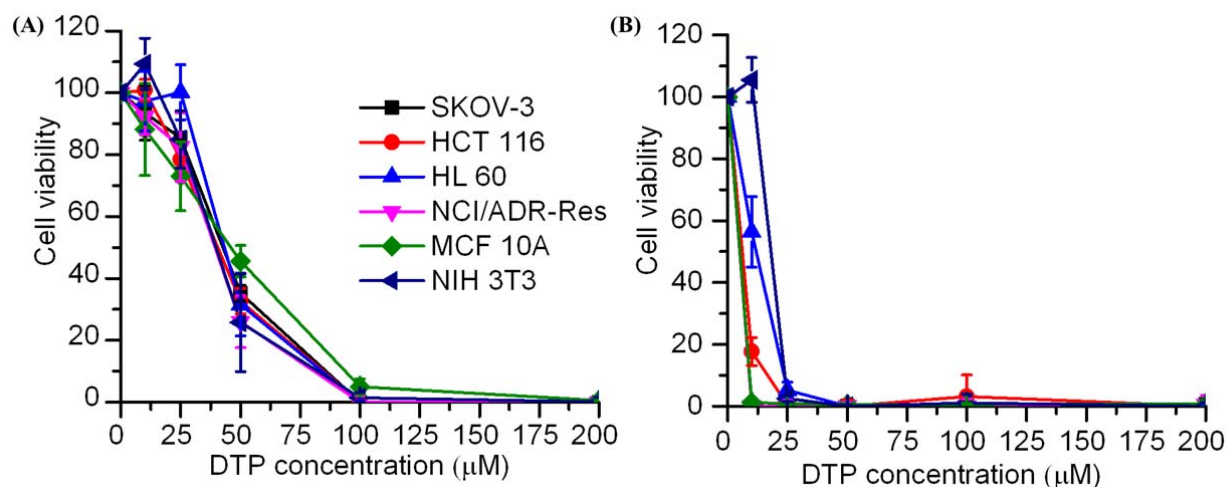 (A)
120
100
80
60
40
20
0
Cell viability
SKOV-3
HCT 116
HL 60
NCI/ADR-Res
MCF 10A
NIH 3T3
0 25 50 75 100 125 150 175 200
DTP concentration (μM)
(B)
120
100
80
60
40
20
0
Cell viability
0 25 50 75 100 125 150 175 200
DTP concentration (μM)